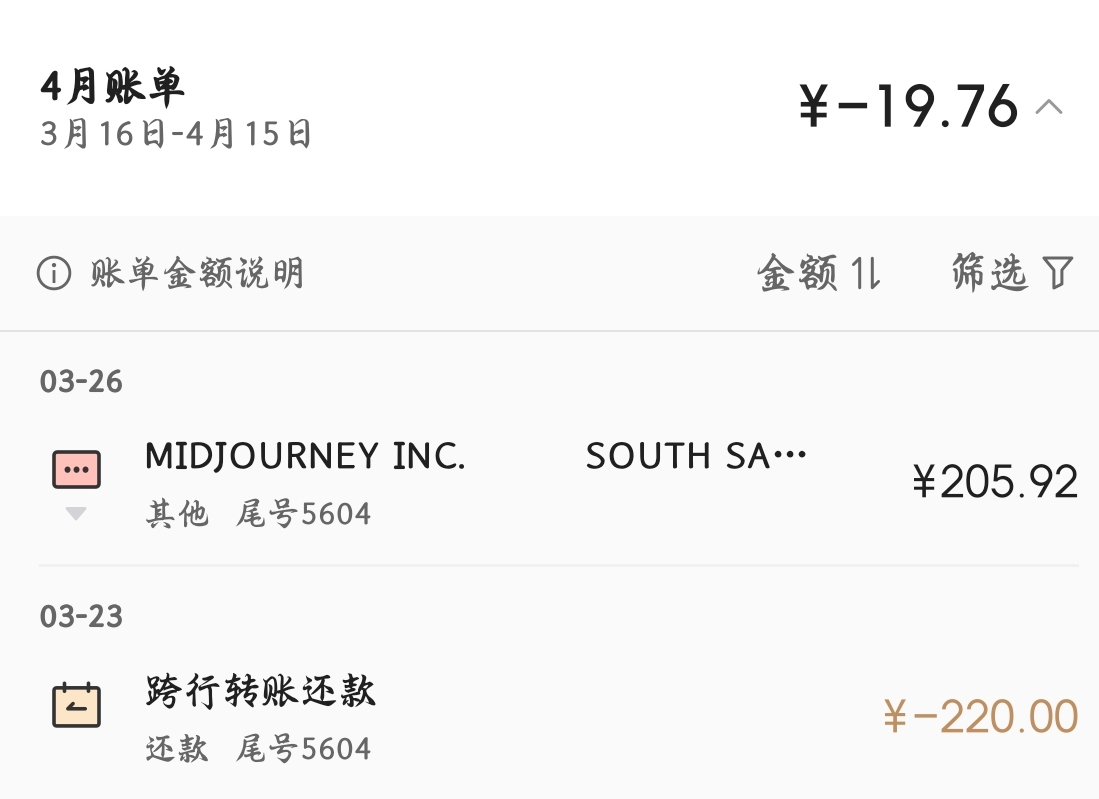 4月账单
¥-19.76
3月16日-4月15日
账单金额说明 金额 筛选
03-26
MIDJOURNEY INC. SOUTH SA...
¥205.92
其他 尾号5604
03-23
跨行转账还款
¥-220.00
还款 尾号5604